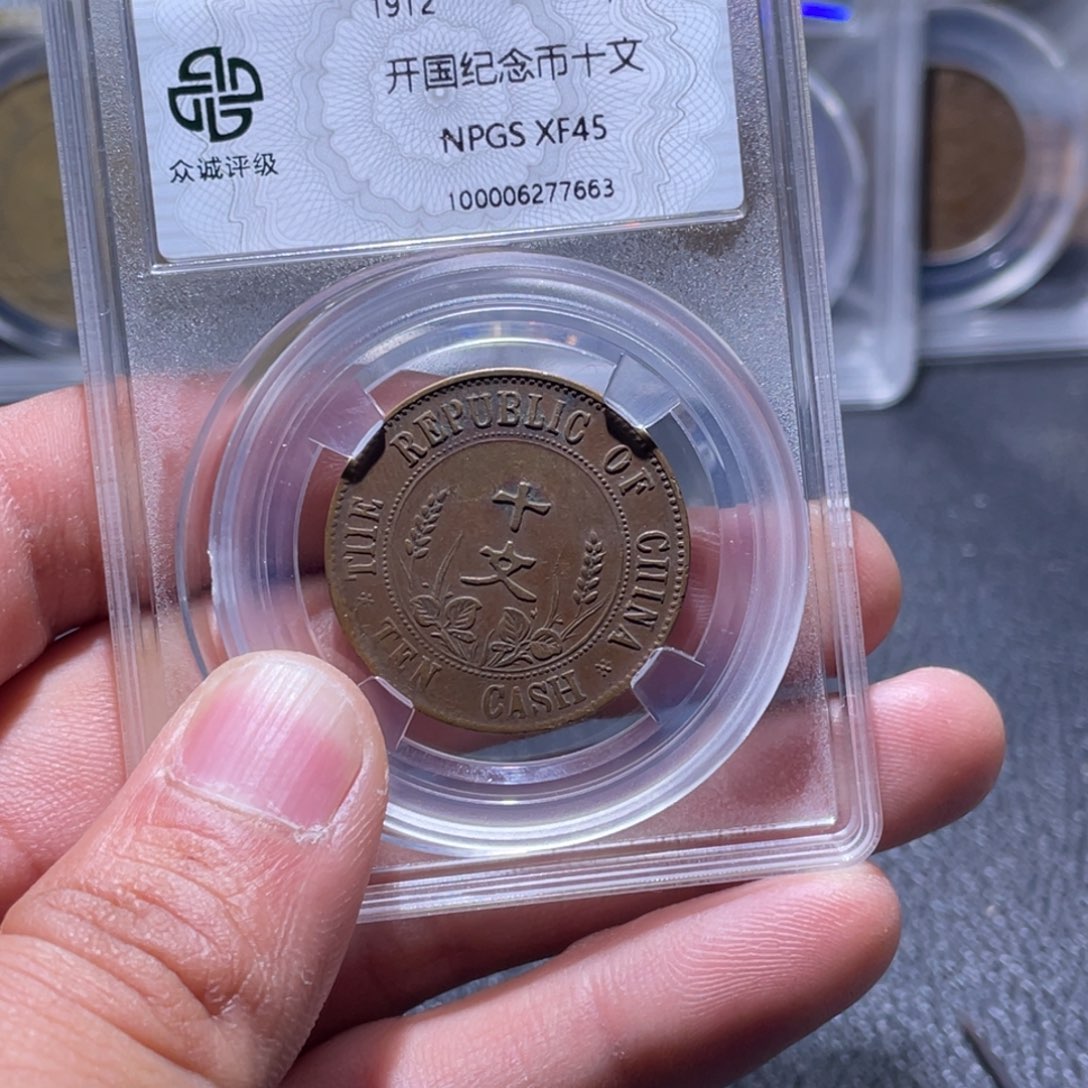 1912
开国纪念币十文
NPGS XF45
众诚评级
100006277663
THE REPUBLIC OF CHINA
十
文
TEN CASH